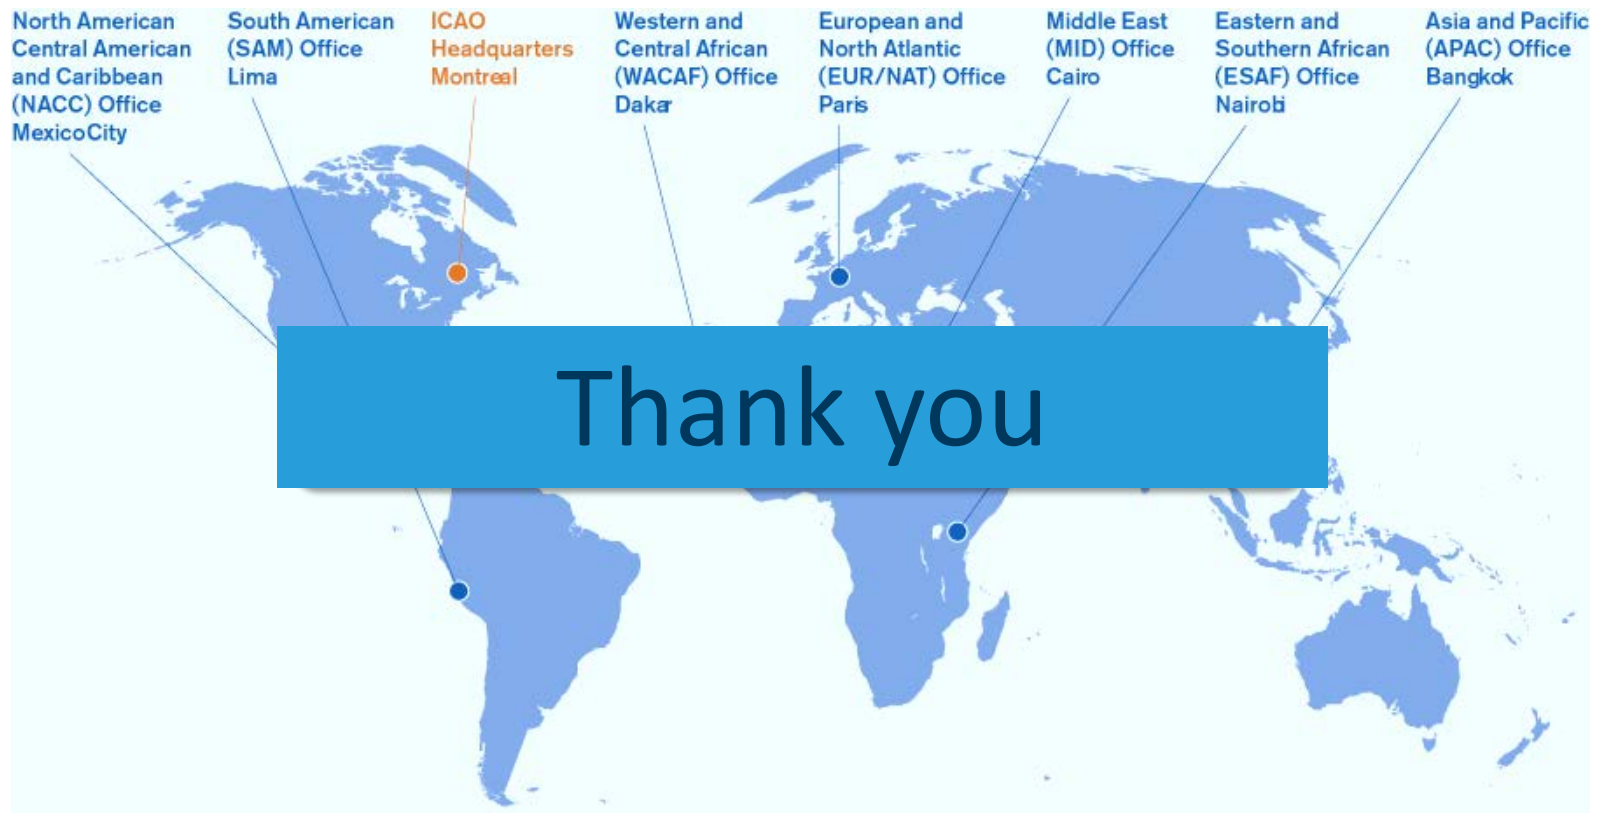 North American
Central American
and Caribbean
(NACC) Office
MexicoCity
South American
(SAM) Office
Lima
ICAO
Headquarters
Montreal
Western and
Central African
(WACAF) Office
Dakar
European and
North Atlantic
(EUR/NAT) Office
Paris
Middle East
(MID) Office
Cairo
Eastern and
Southern African
(ESAF) Office
Nairobi
Asia and Pacific
(APAC) Office
Bangkok
Thank you